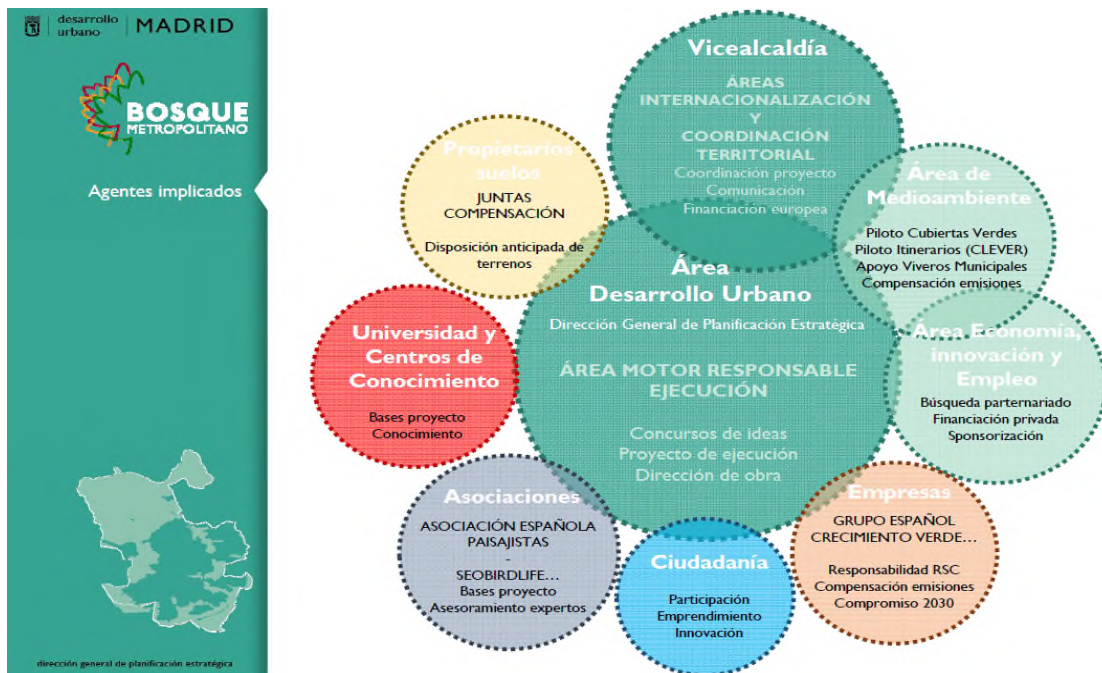 desarrollo
urbano
MADRID
BOSQUE
METROPOLITANO
Agentes implicados
dirección general de planificación estratégica
Vicealcaldía
ÁREAS
INTERNACIONALIZACIÓN
Y
COORDINACIÓN
TERRITORIAL
Coordinación proyecto
Comunicación
Financiación europea
Área de
Medioambiente
Piloto Cubiertas Verdes
Piloto Itinerarios (CLEVER)
Apoyo Viveros Municipales
Compensación emisiones
Área Economía,
innovación y
Empleo
Búsqueda parternariado
Financiación privada
Sponsorización
Empresas
GRUPO ESPAÑOL
CRECIMIENTO VERDE...
Responsabilidad RSC
Compensación emisiones
Compromiso 2030
Ciudadanía
Participación
Emprendimiento
Innovación
Asociaciones
ASOCIACIÓN ESPAÑOLA
PAISAJISTAS
-
SEOBIRDLIFE...
Bases proyecto
Asesoramiento expertos
Universidad y
Centros de
Conocimiento
Bases proyecto
Conocimiento
Propietarios
suelos
JUNTAS
COMPENSACIÓN
Disposición anticipada de
terrenos
Área
Desarrollo Urbano
Dirección General de Planificación Estratégica
ÁREA MOTOR RESPONSABLE
EJECUCIÓN
Concursos de ideas
Proyecto de ejecución
Dirección de obra